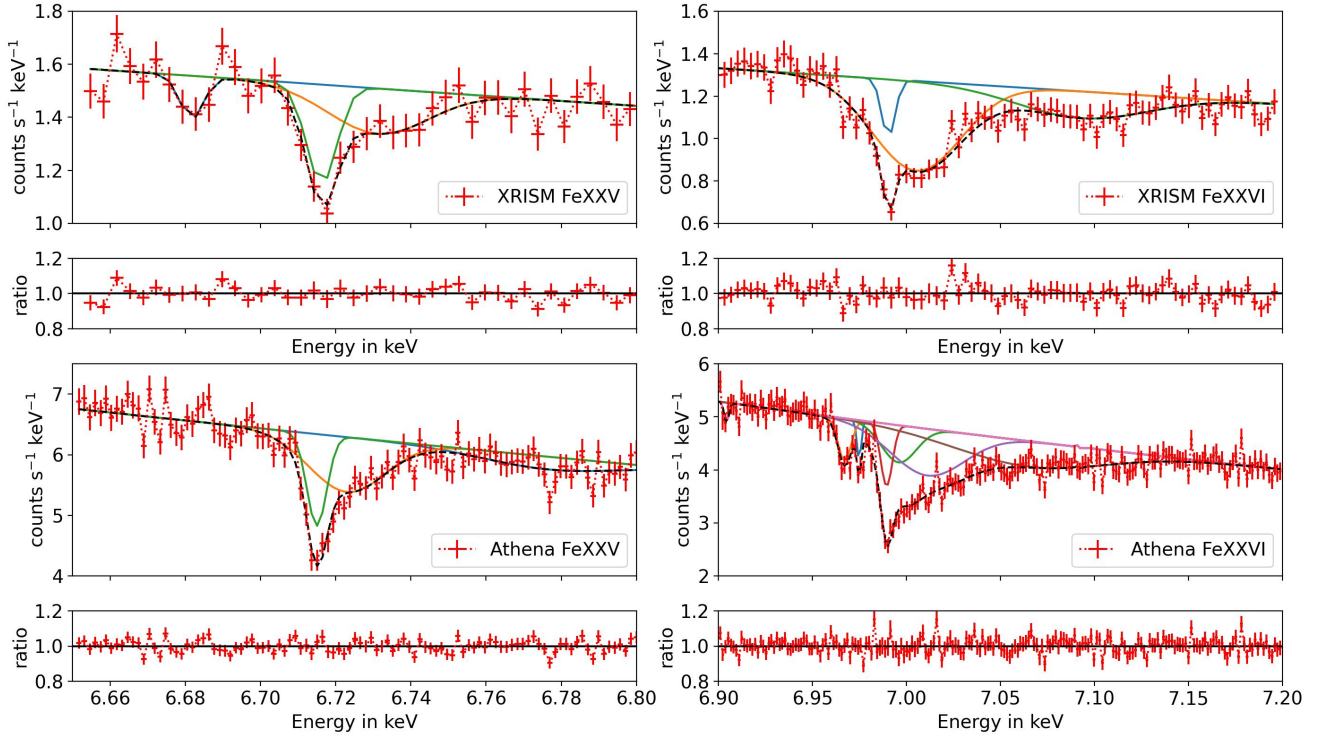 1.8
1.6
1.4
1.2
1.0
counts s⁻¹ keV⁻¹
XRISM FeXXV
1.6
1.4
1.2
1.0
0.8
0.6
counts s⁻¹ keV⁻¹
XRISM FeXXVI
1.2
1.0
0.8
ratio
Energy in keV
1.2
1.0
0.8
ratio
Energy in keV
7
6
5
4
counts s⁻¹ keV⁻¹
Athena FeXXV
6
5
4
3
2
counts s⁻¹ keV⁻¹
Athena FeXXVI
1.2
1.0
0.8
ratio
6.66 6.68 6.70 6.72 6.74 6.76 6.78 6.80
Energy in keV
1.2
1.0
0.8
ratio
6.90 6.95 7.00 7.05 7.10 7.15 7.20
Energy in keV